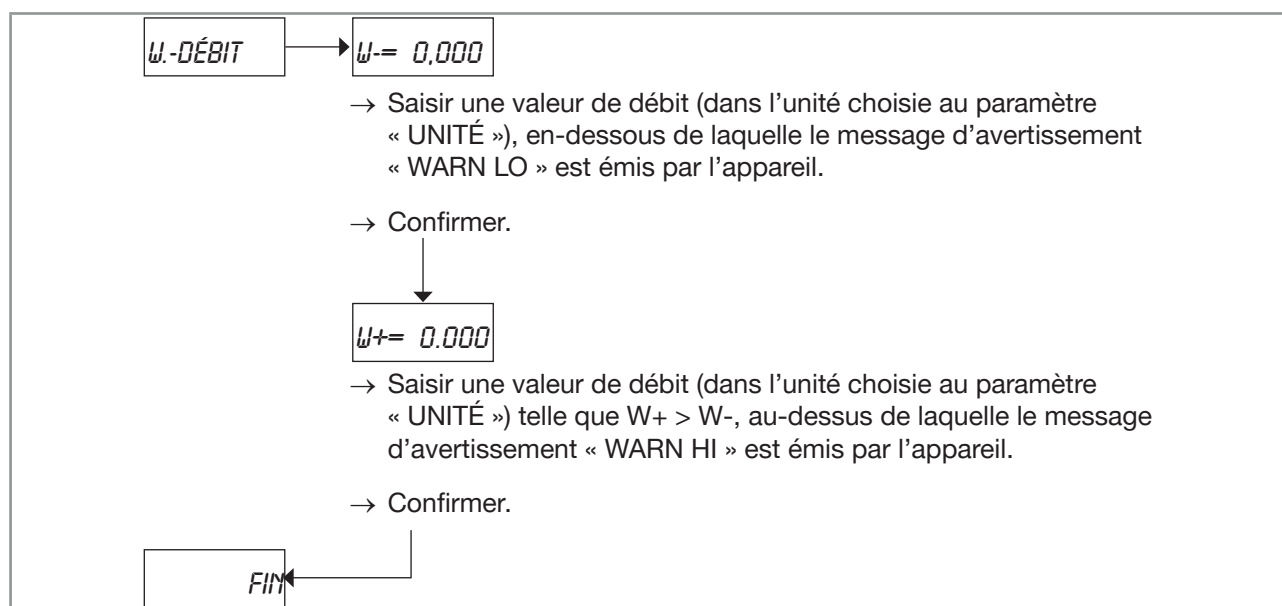 W.-DÉBIT
W-= 0,000
→ Saisir une valeur de débit (dans l’unité choisie au paramètre
« UNITÉ »), en-dessous de laquelle le message d’avertissement
« WARN LO » est émis par l’appareil.
→ Confirmer.
W+= 0.000
→ Saisir une valeur de débit (dans l’unité choisie au paramètre
« UNITÉ ») telle que W+ > W-, au-dessus de laquelle le message
d’avertissement « WARN HI » est émis par l’appareil.
→ Confirmer.
FIN